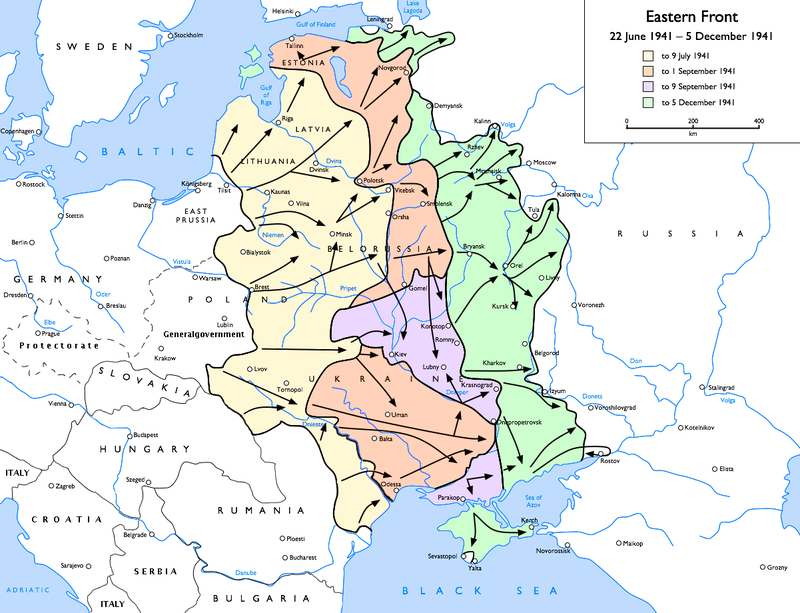 Eastern Front
22 June 1941 – 5 December 1941
to 9 July 1941
to 1 September 1941
to 9 September 1941
to 5 December 1941
0 200 400
km
Helsinki
Lake
Lagoda
Leningrad
Gulf of Finland
Stockholm
SWEDEN
Tallinn
ESTONIA
Novgorod
Gulf
of
Riga
Demyansk
Riga
Kalinin
Volga
LATVIA
Copenhagen
BALTIC
LITHUANIA
Dvina
Dvinsk
Rzhev
Moscow
Mozhaisk
Rostock
Königsberg
Tilsit
Kaunas
Polotsk
Vitebsk
Kalomna
Oka
Danzig
Vilna
Smolensk
Stettin
EAST
PRUSSIA
Orsha
Tula
Niemen
Minsk
RUSSIA
Berlin
BELORUSSIA
Bryansk
Poznan
Vistula
Bialystok
Orel
GERMANY
Warsaw
Brest
Pripet
Gomel
Livny
Dresden
Oder
Breslau
POLAND
Kursk
Voronezh
Elbe
Lublin
Konotop
Prague
Generalgovernment
Romny
Protectorate
Krakow
Kiev
Belgorod
Lvov
Lubny
Kharkov
Don
SLOVAKIA
UKRAINE
Krasnograd
Stalingrad
Tornopol
Dnieper
Izyum
Donets
Volga
Vienna
Uman
Voroshilovgrad
Dniester
Dnipropetrovsk
Kotelnikov
Budapest
Balta
HUNGARY
Rostov
ITALY
Szeged
Elista
Zagreb
Odessa
Parakop
Sea of
Azov
RUMANIA
CROATIA
Kerch
Belgrade
Ploesti
Maikop
Novorossisk
Sevastopol
Bucharest
Sarajevo
SERBIA
Yalta
Grozny
Danube
ADRIATIC
BLACK SEA
ITALY
BULGARIA